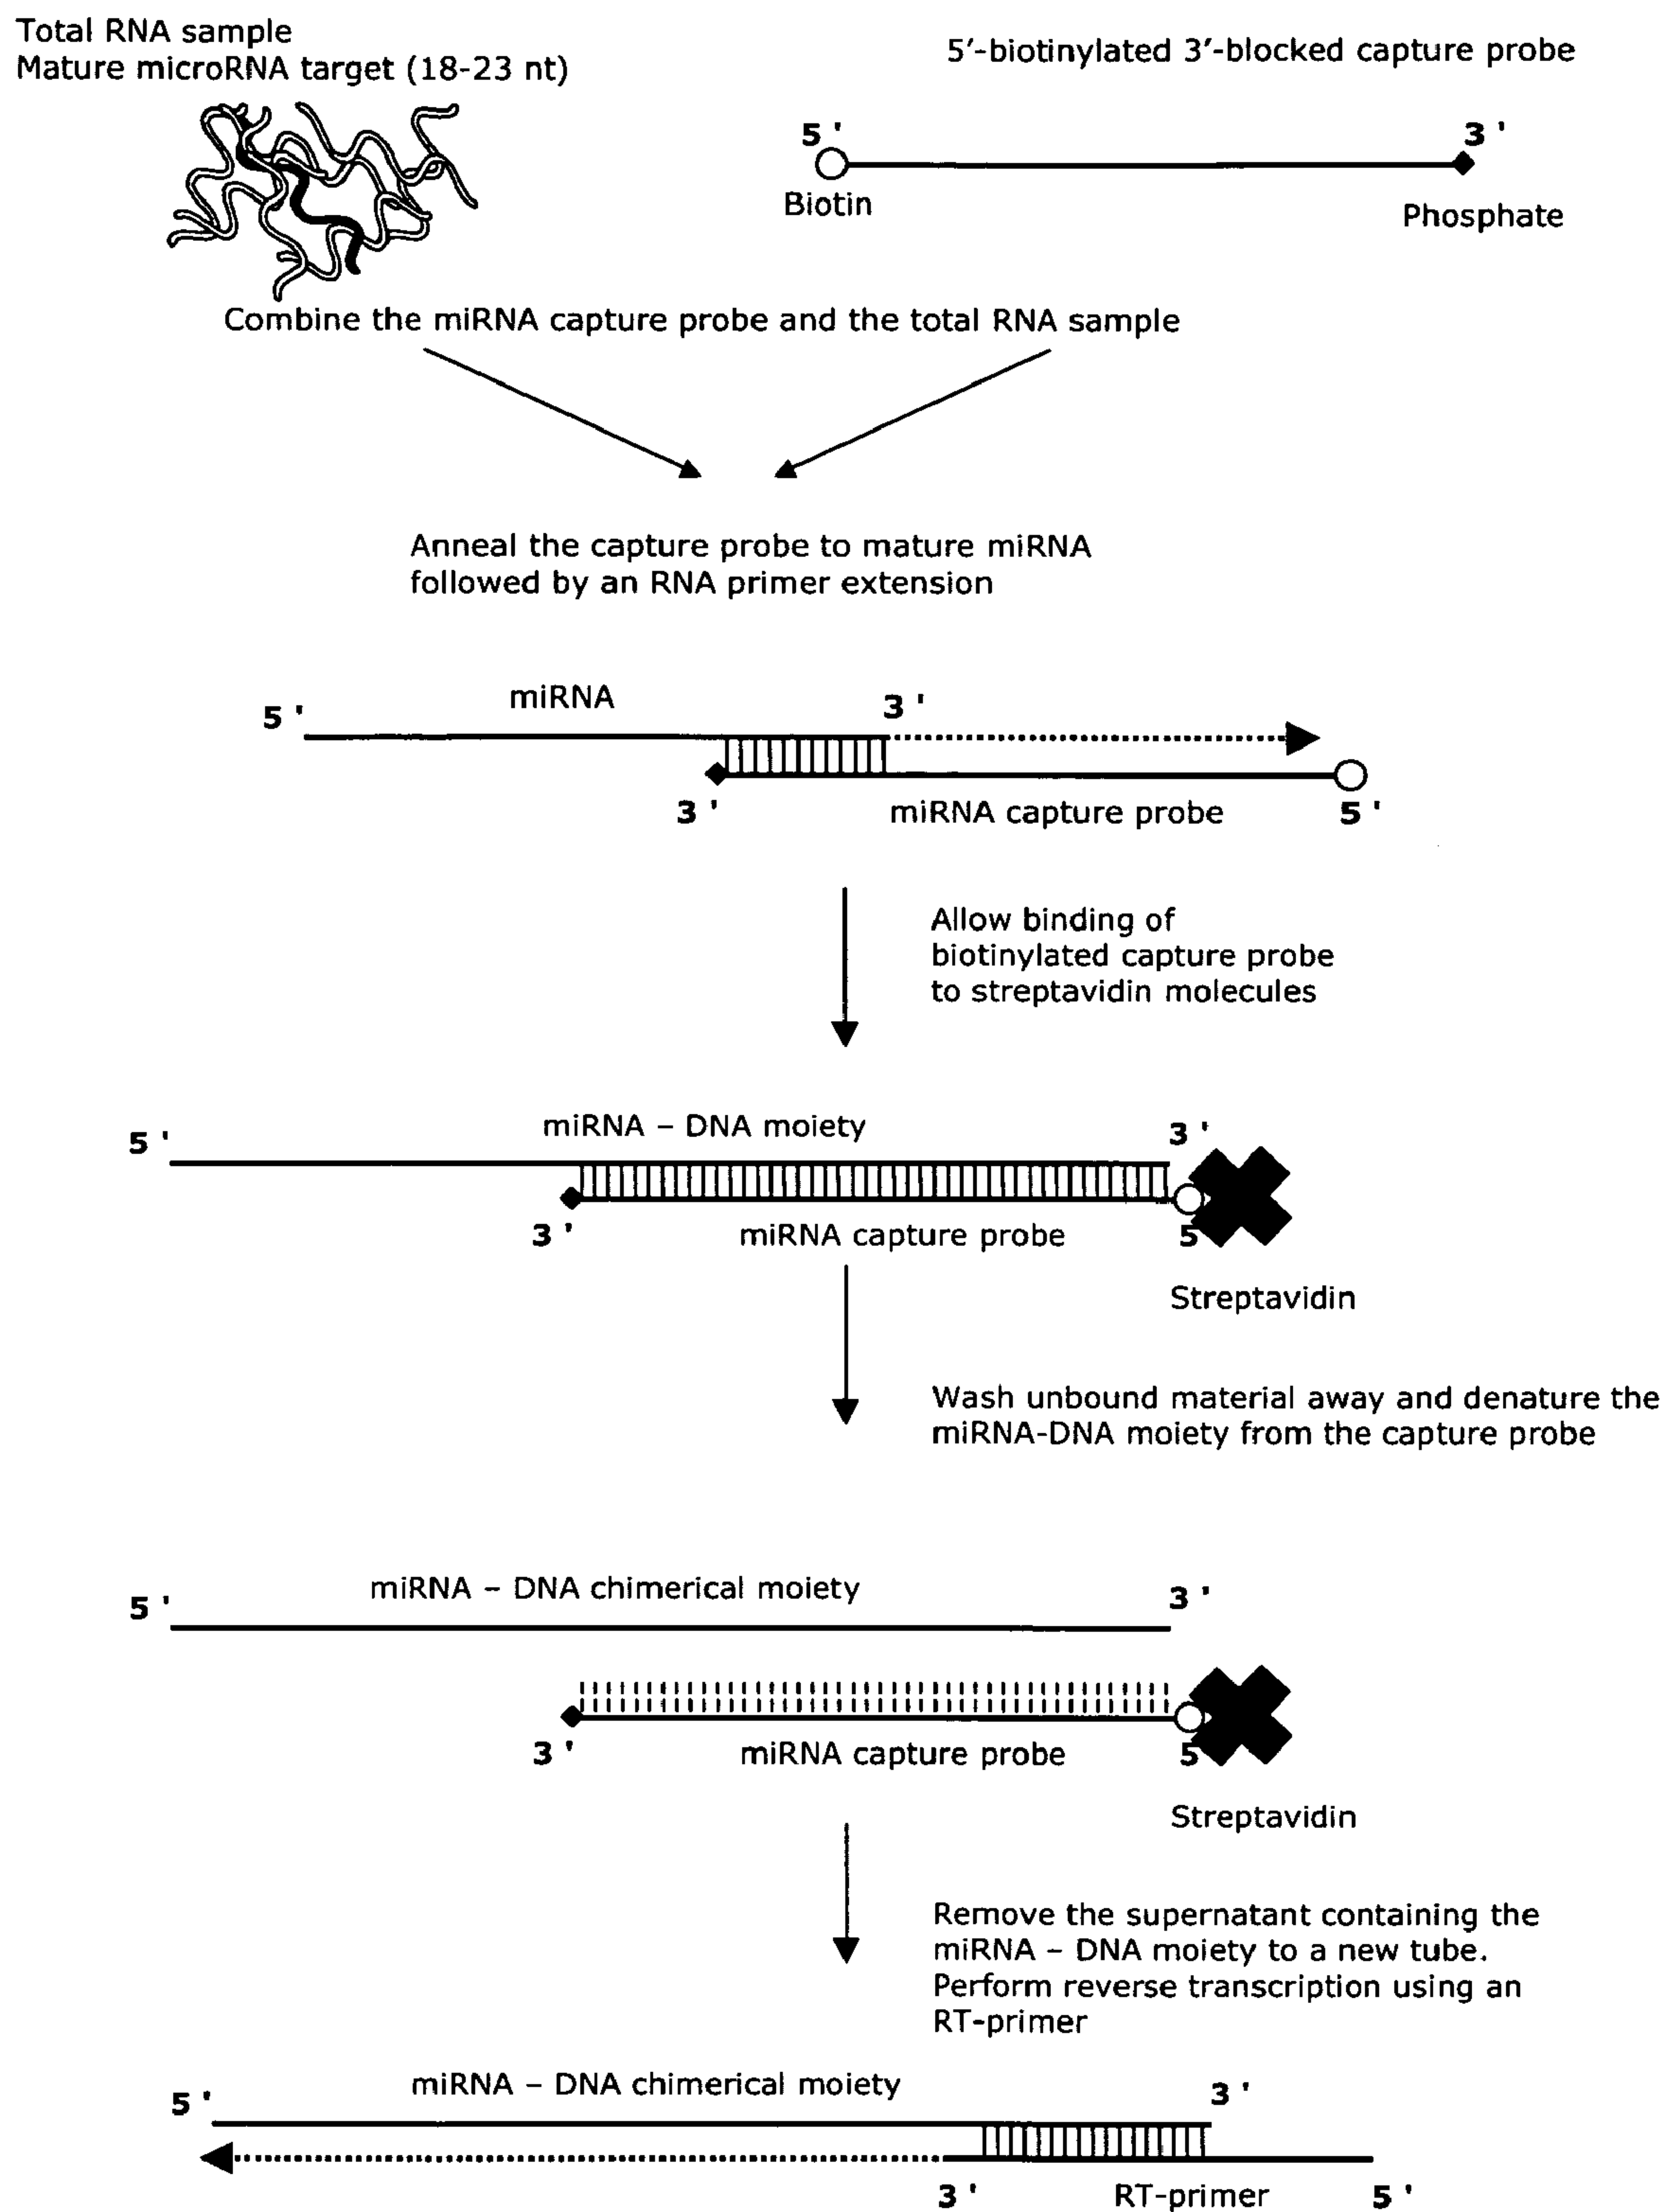 Total RNA sample
Mature microRNA target (18-23 nt)
5′-biotinylated 3′-blocked capture probe
5 '
3 '
Biotin
Phosphate
Combine the miRNA capture probe and the total RNA sample
Anneal the capture probe to mature miRNA
followed by an RNA primer extension
miRNA
5 '
3 '
3 '
miRNA capture probe
5 '
Allow binding of
biotinylated capture probe
to streptavidin molecules
miRNA – DNA moiety
5 '
3 '
3 '
miRNA capture probe
5
Streptavidin
Wash unbound material away and denature the
miRNA-DNA moiety from the capture probe
miRNA – DNA chimerical moiety
5 '
3 '
3 '
miRNA capture probe
5
Streptavidin
Remove the supernatant containing the
miRNA – DNA moiety to a new tube.
Perform reverse transcription using an
RT-primer
miRNA – DNA chimerical moiety
5 '
3 '
3 '
RT-primer
5 '